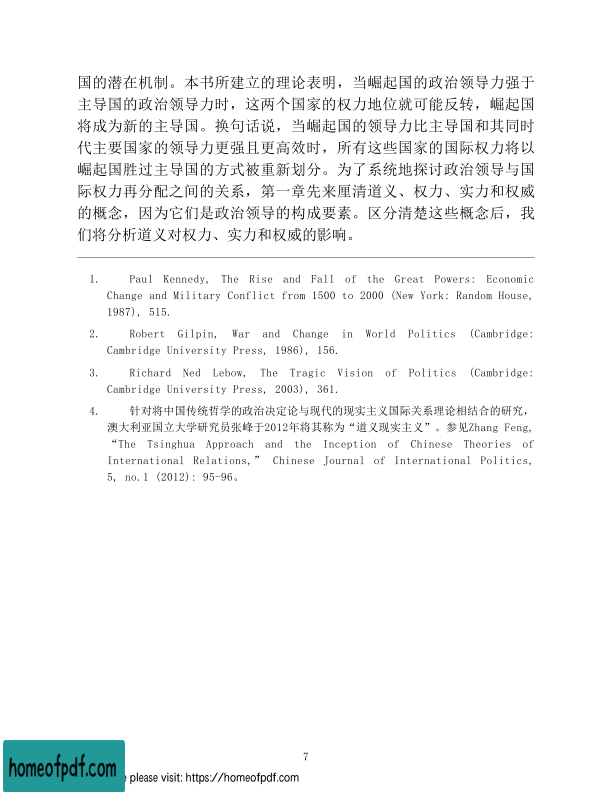 国的潜在机制。本书所建立的理论表明，当崛起国的政治领导力强于
主导国的政治领导力时，这两个国家的权力地位就可能反转，崛起国
将成为新的主导国。换句话说，当崛起国的领导力比主导国和其同时
代主要国家的领导力更强且更高效时，所有这些国家的国际权力将以
崛起国胜过主导国的方式被重新划分。为了系统地探讨政治领导与国
际权力再分配之间的关系，第一章先来厘清道义、权力、实力和权威
的概念，因为它们是政治领导的构成要素。区分清楚这些概念后，我
们将分析道义对权力、实力和权威的影响。
1. Paul Kennedy, The Rise and Fall of the Great Powers: Economic
Change and Military Conflict from 1500 to 2000 (New York: Random House,
1987), 515.
2. Robert Gilpin, War and Change in World Politics (Cambridge:
Cambridge University Press, 1986), 156.
3. Richard Ned Lebow, The Tragic Vision of Politics (Cambridge:
Cambridge University Press, 2003), 361.
4. 针对将中国传统哲学的政治决定论与现代的现实主义国际关系理论相结合的研究，
澳大利亚国立大学研究员张峰于2012年将其称为“道义现实主义”。参见Zhang Feng,
“The Tsinghua Approach and the Inception of Chinese Theories of
International Relations,” Chinese Journal of International Politics,
5, no.1 (2012): 95-96。
7
homeofpdf.com
please visit: https://homeofpdf.com